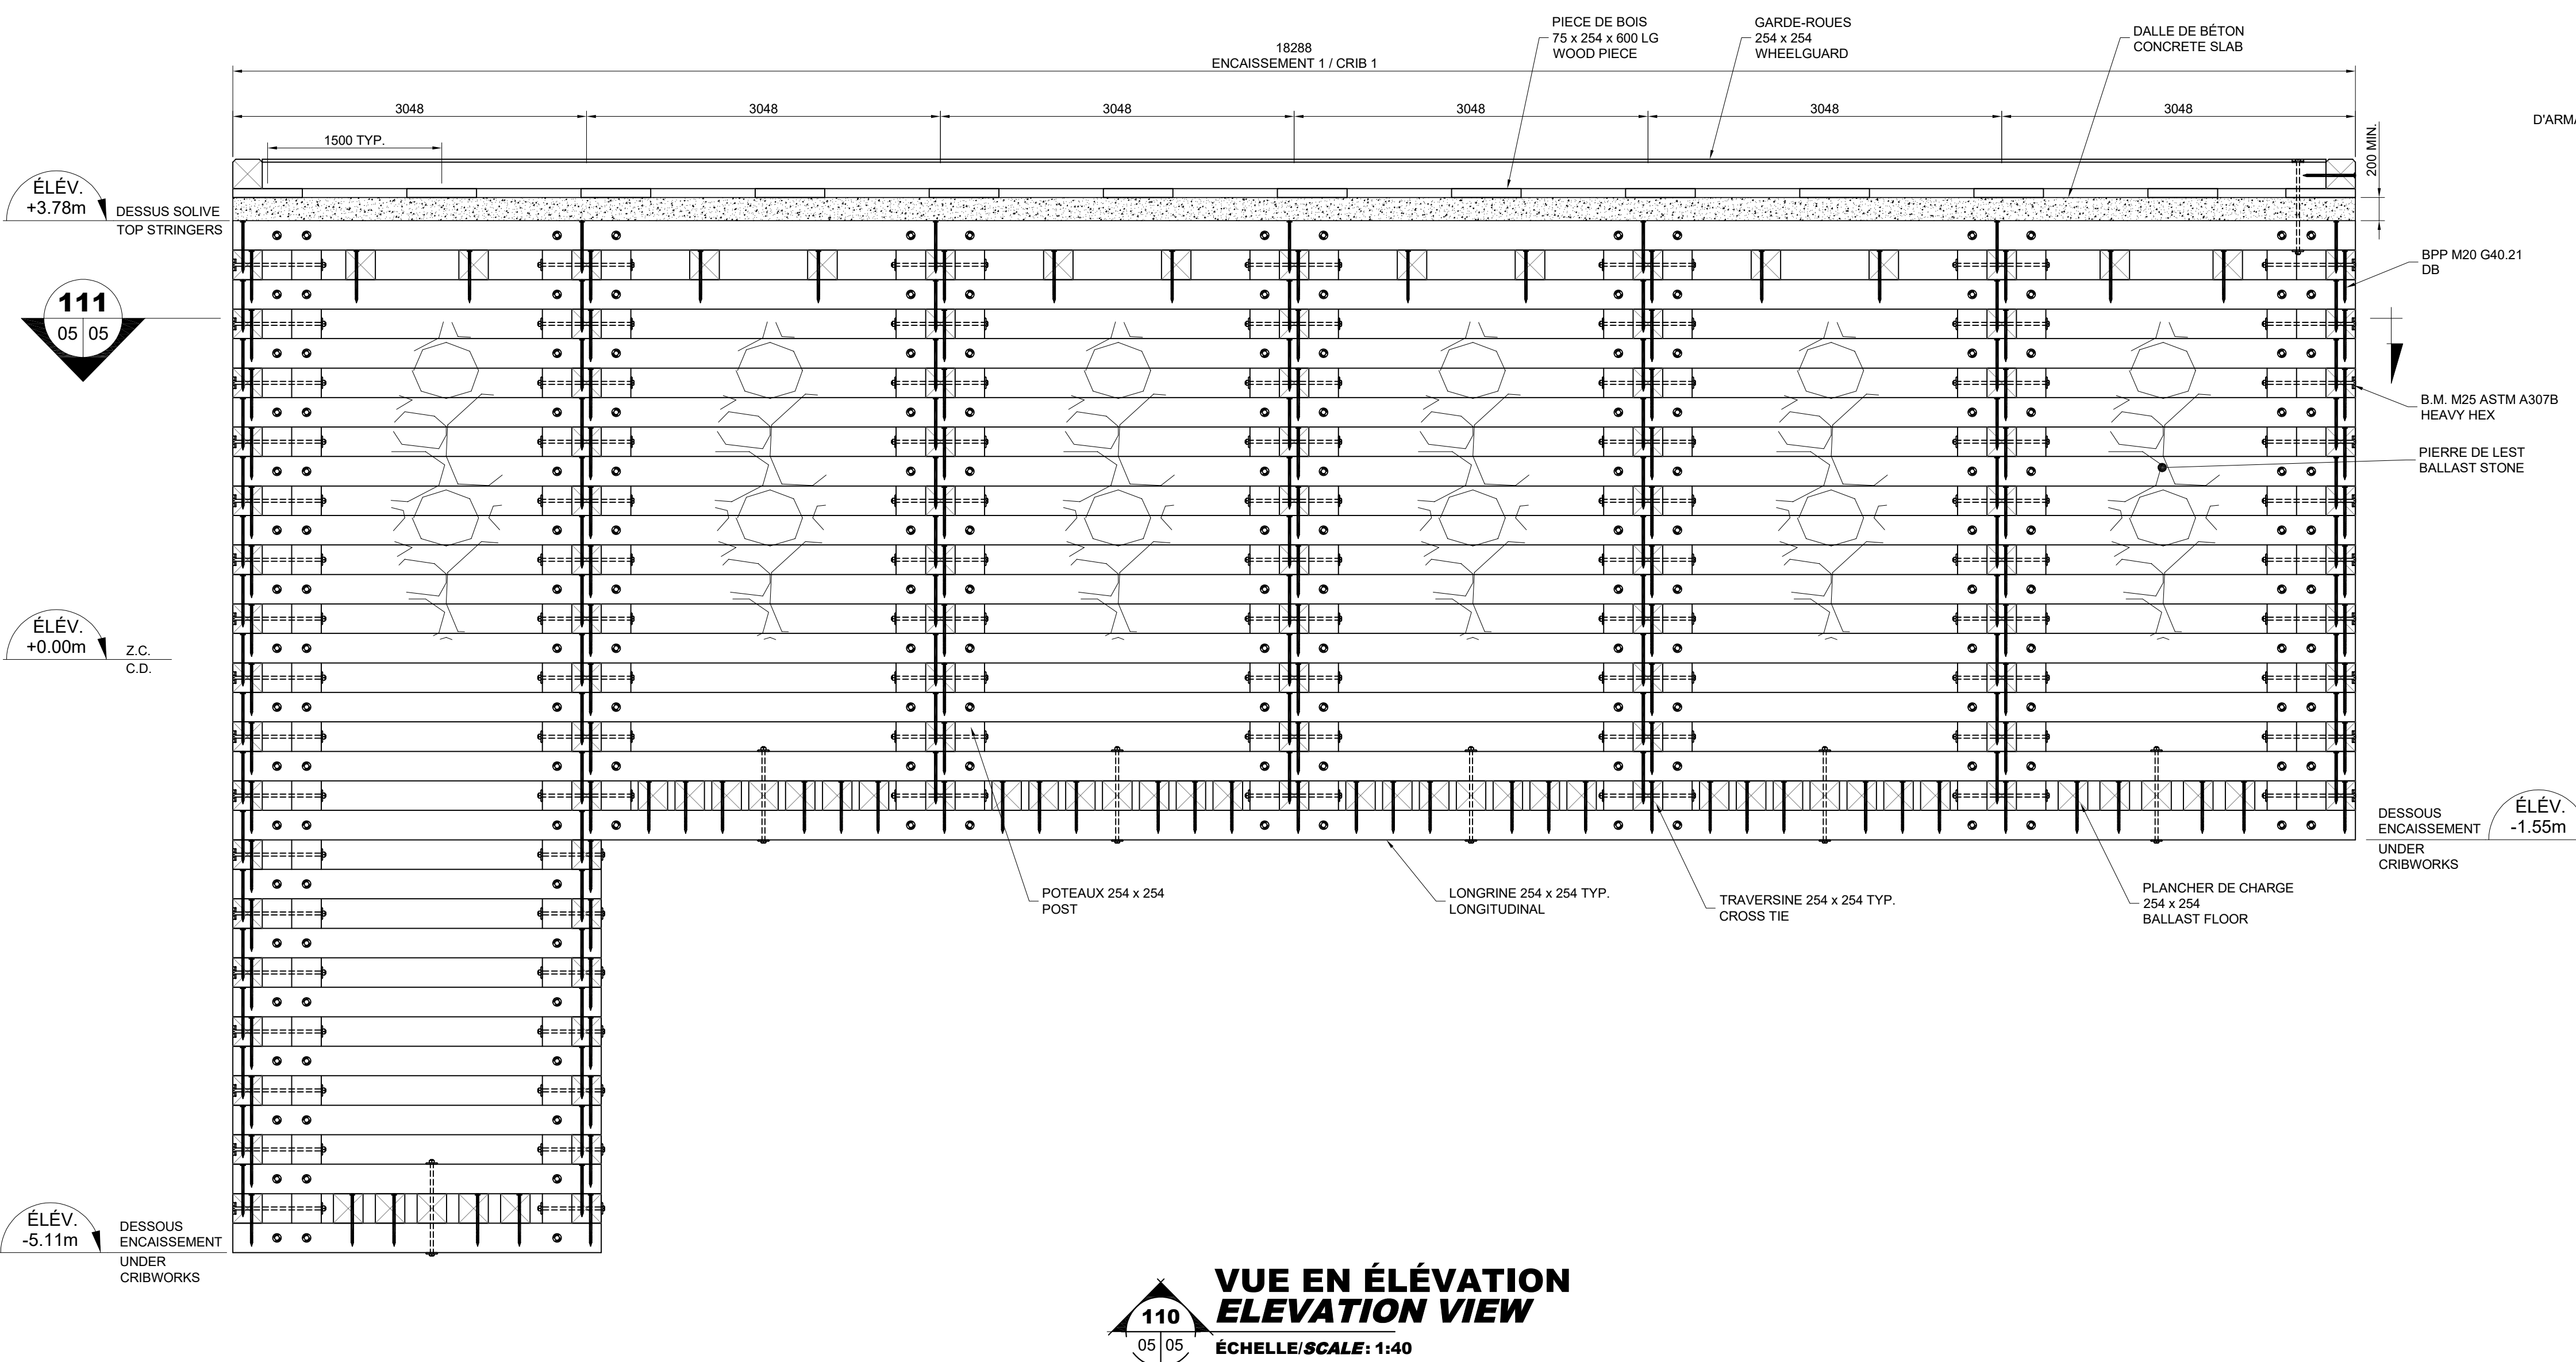 PIECE DE BOIS
75 x 254 x 600 LG
WOOD PIECE
GARDE-ROUES
254 x 254
WHEELGUARD
DALLE DE BÉTON
CONCRETE SLAB
18288
ENCAISSEMENT 1 / CRIB 1
3048
3048
3048
3048
3048
3048
D'ARMA
1500 TYP.
200 MIN.
ÉLÉV.
+3.78m
DESSUS SOLIVE
TOP STRINGERS
BPP M20 G40.21
DB
111
05 05
B.M. M25 ASTM A307B
HEAVY HEX
PIERRE DE LEST
BALLAST STONE
ÉLÉV.
+0.00m
Z.C.
C.D.
DESSOUS
ENCAISSEMENT
UNDER
CRIBWORKS
ÉLÉV.
-1.55m
POTEAUX 254 x 254
POST
LONGRINE 254 x 254 TYP.
LONGITUDINAL
TRAVERSINE 254 x 254 TYP.
CROSS TIE
PLANCHER DE CHARGE
254 x 254
BALLAST FLOOR
ÉLÉV.
-5.11m
DESSOUS
ENCAISSEMENT
UNDER
CRIBWORKS
VUE EN ÉLÉVATION
ELEVATION VIEW
110
05 05
ÉCHELLE/SCALE: 1:40